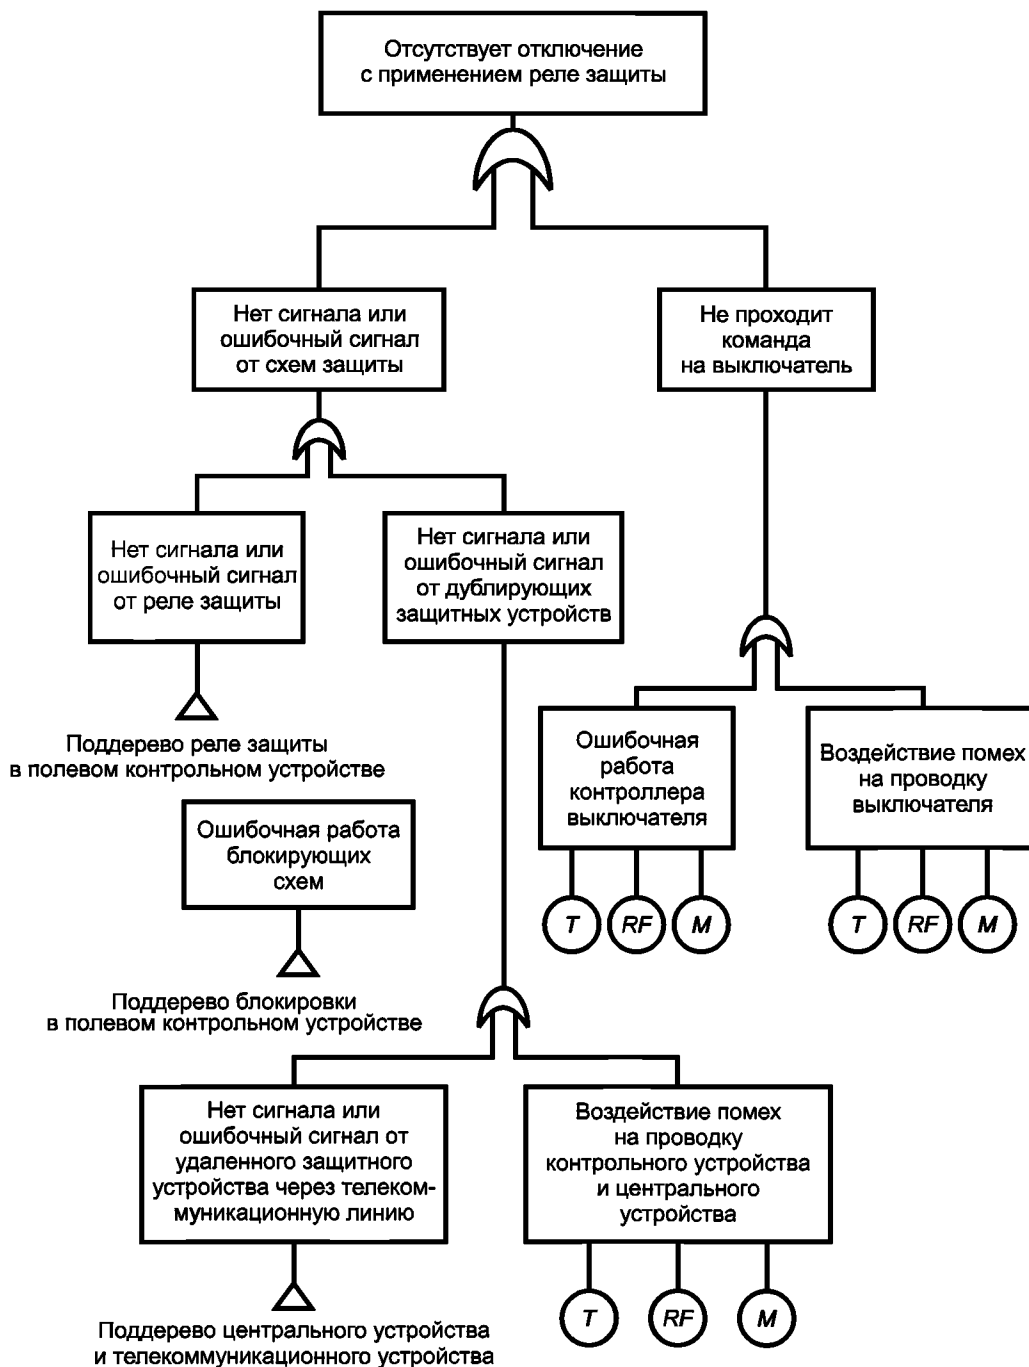 Отсутствует отключение
с применением реле защиты
Нет сигнала или
ошибочный сигнал
от схем защиты
Не проходит
команда
на выключатель
Нет сигнала или
ошибочный сигнал
от реле защиты
Нет сигнала или
ошибочный сигнал
от дублирующих
защитных устройств
Поддерево реле защиты
в полевом контрольном устройстве
Ошибочная
работа
контроллера
выключателя
Воздействие помех
на проводку
выключателя
Ошибочная работа
блокирующих
схем
T RF M
T RF M
Поддерево блокировки
в полевом контрольном устройстве
Нет сигнала или
ошибочный сигнал от
удаленного защитного
устройства через телеком-
муникационную линию
Воздействие помех
на проводку
контрольного устройства
и центрального
устройства
T RF M
Поддерево центрального устройства
и телекоммуникационного устройства